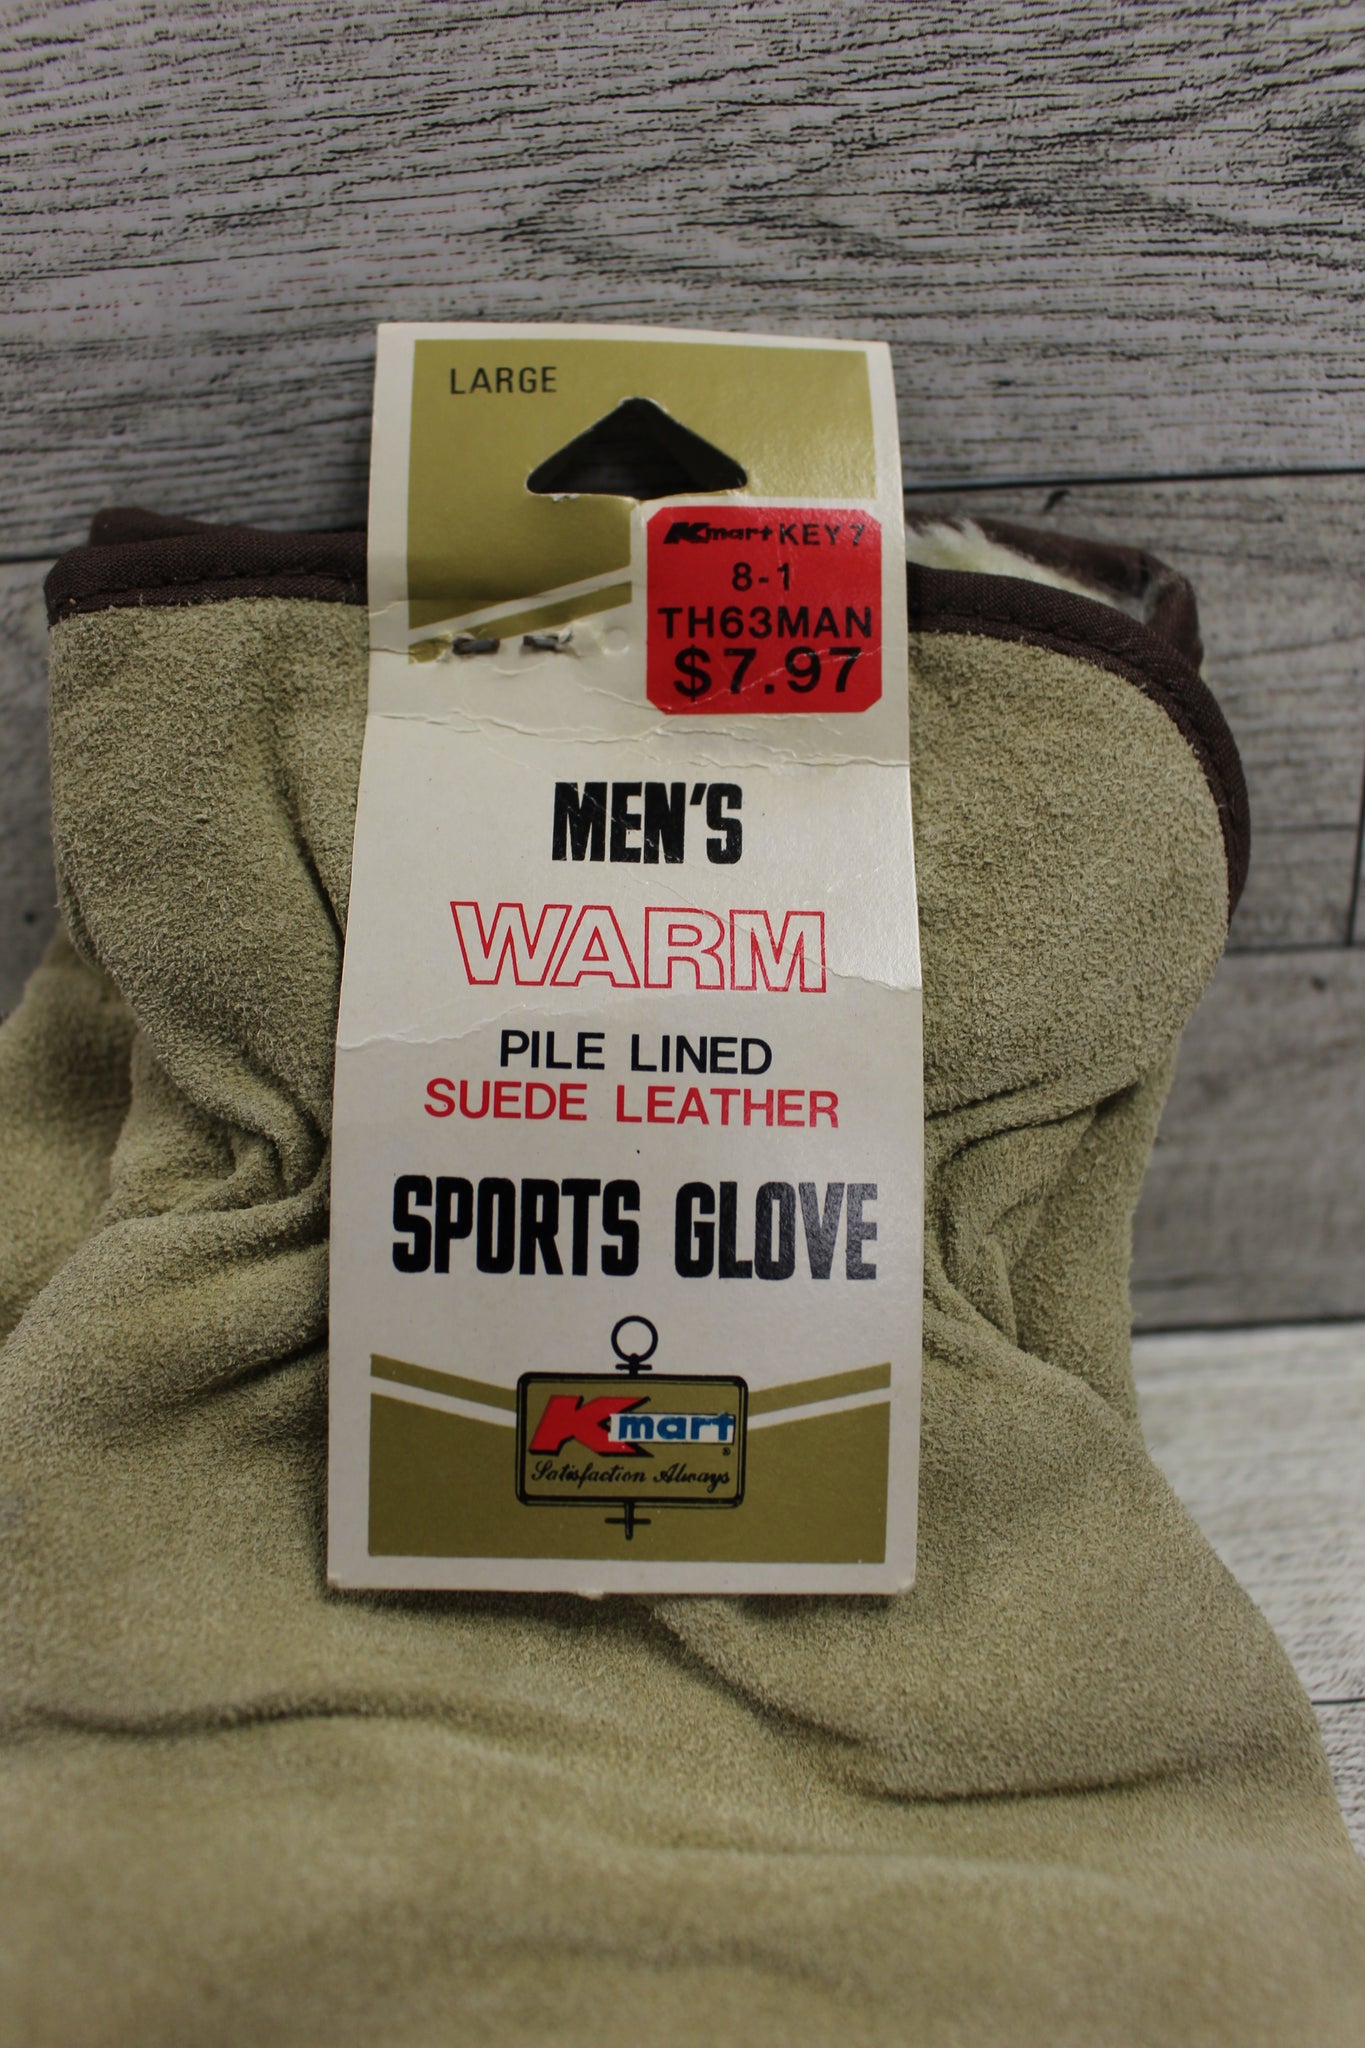 LARGE
Kmart KEY 7
8-1
TH63MAN
$7.97
MEN'S
WARM
PILE LINED
SUEDE LEATHER
SPORTS GLOVE
Kmart®
Satisfaction Always